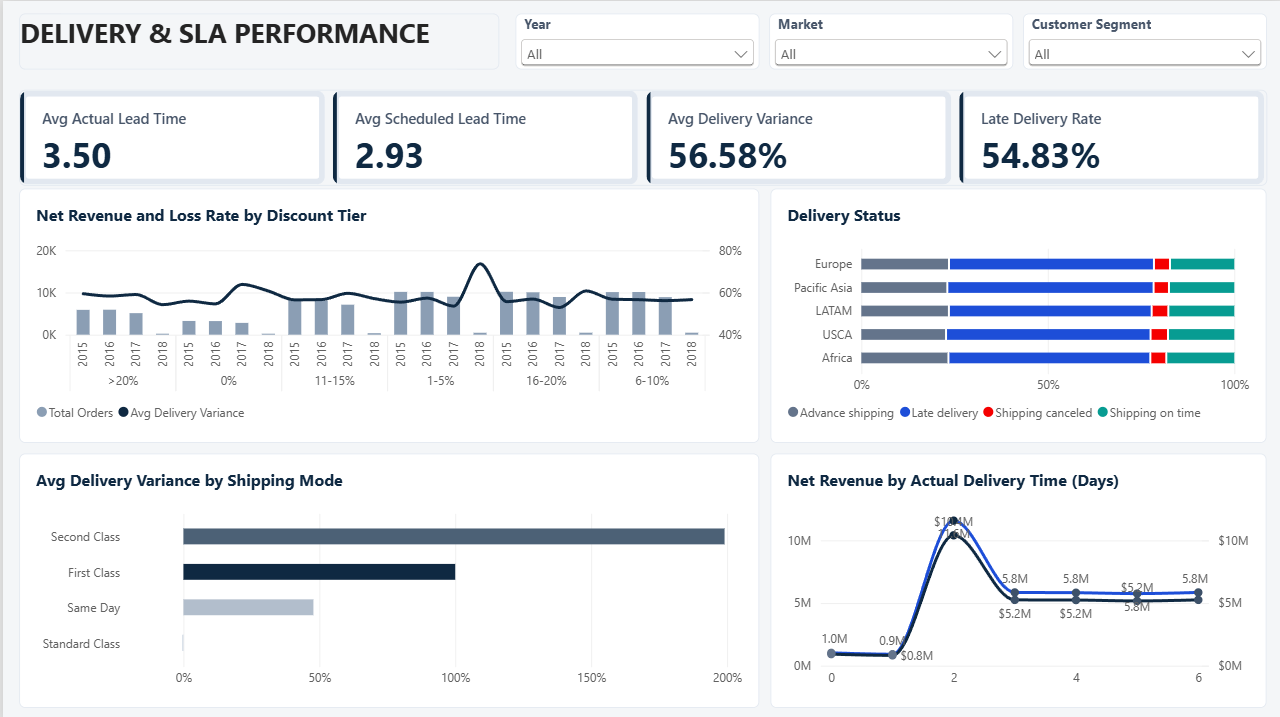 DELIVERY & SLA PERFORMANCE
Year
All
Market
All
Customer Segment
All
Avg Actual Lead Time
3.50
Avg Scheduled Lead Time
2.93
Avg Delivery Variance
56.58%
Late Delivery Rate
54.83%
Net Revenue and Loss Rate by Discount Tier
20K
10K
0K
80%
60%
40%
2015 2016 2017 2018 2015 2016 2017 2018 2015 2016 2017 2018 2015 2016 2017 2018 2015 2016 2017 2018 2015 2016 2017 2018
>20% 0% 11-15% 1-5% 16-20% 6-10%
Total Orders Avg Delivery Variance
Delivery Status
Europe
Pacific Asia
LATAM
USCA
Africa
0% 50% 100%
Advance shipping Late delivery Shipping canceled Shipping on time
Avg Delivery Variance by Shipping Mode
Second Class
First Class
Same Day
Standard Class
0% 50% 100% 150% 200%
Net Revenue by Actual Delivery Time (Days)
10M $10M
5.8M 5.8M $5.2M 5.8M
5M $5M
$5.2M $5.2M 5.8M $5.2M
1.0M 0.9M
$0.8M
0M $0M
0 2 4 6